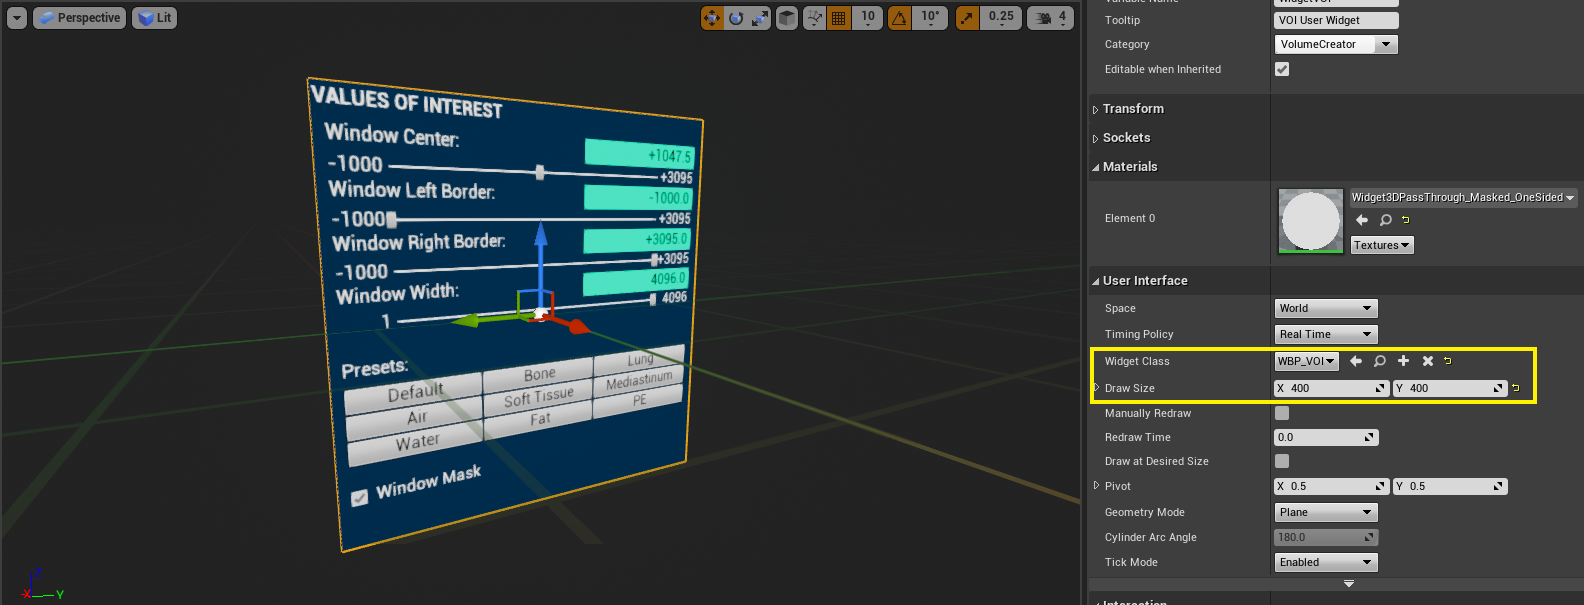 Perspective
Lit
10
10°
0.25
4
VALUES OF INTEREST
Window Center:
+1047.5
-1000
+3095
Window Left Border:
-1000.0
-1000
+3095
Window Right Border:
+3095.0
-1000
+3095
Window Width:
4096.0
1
4096
Presets:
Default
Bone
Lung
Air
Soft Tissue
Mediastinum
Water
Fat
PE
Window Mask
Z
X
Y
Tooltip
VOI User Widget
Category
VolumeCreator
Editable when Inherited
Transform
Sockets
Materials
Element 0
Widget3DPassThrough_Masked_OneSided
Textures
User Interface
Space
World
Timing Policy
Real Time
Widget Class
WBP_VOI
Draw Size
X 400
Y 400
Manually Redraw
Redraw Time
0.0
Draw at Desired Size
Pivot
X 0.5
Y 0.5
Geometry Mode
Plane
Cylinder Arc Angle
180.0
Tick Mode
Enabled